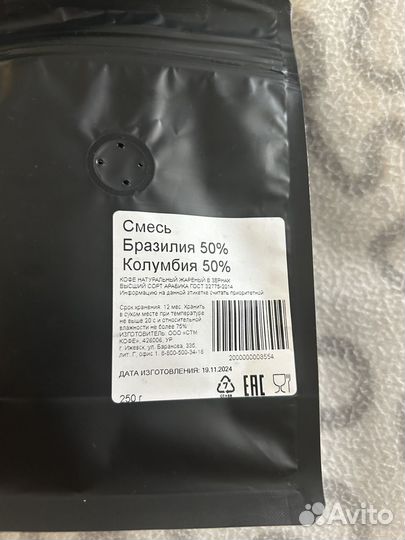 Смесь
Бразилия 50%
Колумбия 50%
КОФЕ НАТУРАЛЬНЫЙ ЖАРЕНЫЙ В ЗЕРНАХ
ВЫСШИЙ СОРТ АРАБИКА ГОСТ 32775-2014
Информацию на данной этикетке считать приоритетной
Срок хранения: 12 мес. Хранить
в сухом месте при температуре
не выше 20 с и относительной
влажности не более 75%
ИЗГОТОВИТЕЛЬ: ООО «СТМ
КОФЕ», 426006, УР
г. Ижевск, ул. Баранова, 335,
лит. Г, офис 1. 8-800-500-34-16
2000000003554
ДАТА ИЗГОТОВЛЕНИЯ: 19.11.2024
7
EAC
250 г
Avito